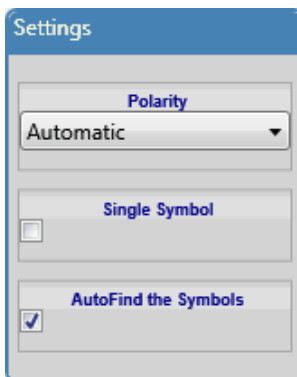 Settings
Polarity
Automatic
Single Symbol
AutoFind the Symbols